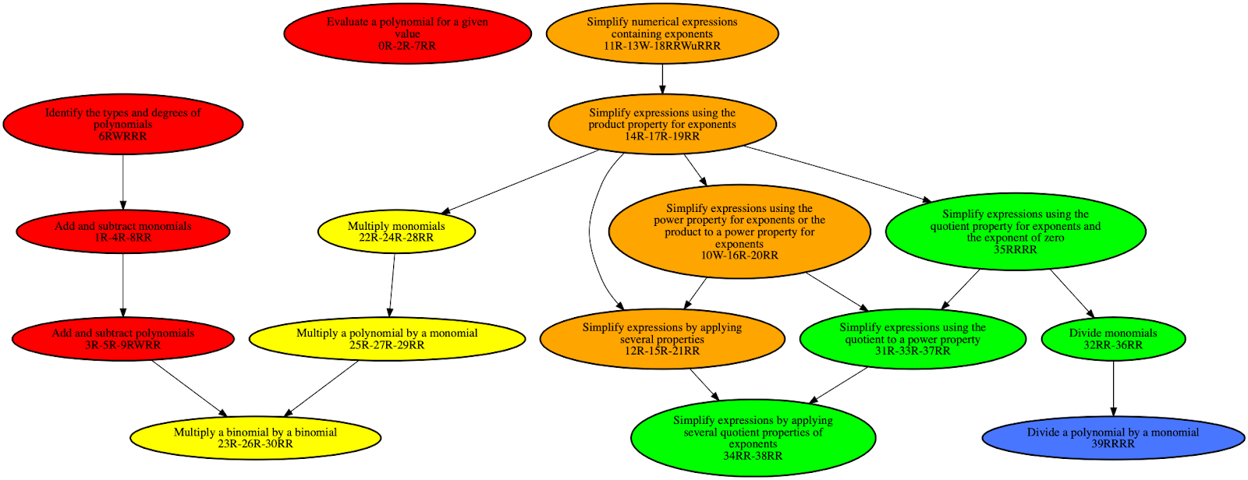 Evaluate a polynomial for a given
value
0R-2R-7RR
Simplify numerical expressions
containing exponents
11R-13W-18RRWuRRR
Identify the types and degrees of
polynomials
6RWRRR
Simplify expressions using the
product property for exponents
14R-17R-19RR
Add and subtract monomials
1R-4R-8RR
Multiply monomials
22R-24R-28RR
Simplify expressions using the
power property for exponents or the
product to a power property for
exponents
10W-16R-20RR
Simplify expressions using the
quotient property for exponents and
the exponent of zero
35RRRR
Add and subtract polynomials
3R-5R-9RWRR
Multiply a polynomial by a monomial
25R-27R-29RR
Simplify expressions by applying
several properties
12R-15R-21RR
Simplify expressions using the
quotient to a power property
31R-33R-37RR
Divide monomials
32RR-36RR
Multiply a binomial by a binomial
23R-26R-30RR
Simplify expressions by applying
several quotient properties of
exponents
34RR-38RR
Divide a polynomial by a monomial
39RRRR